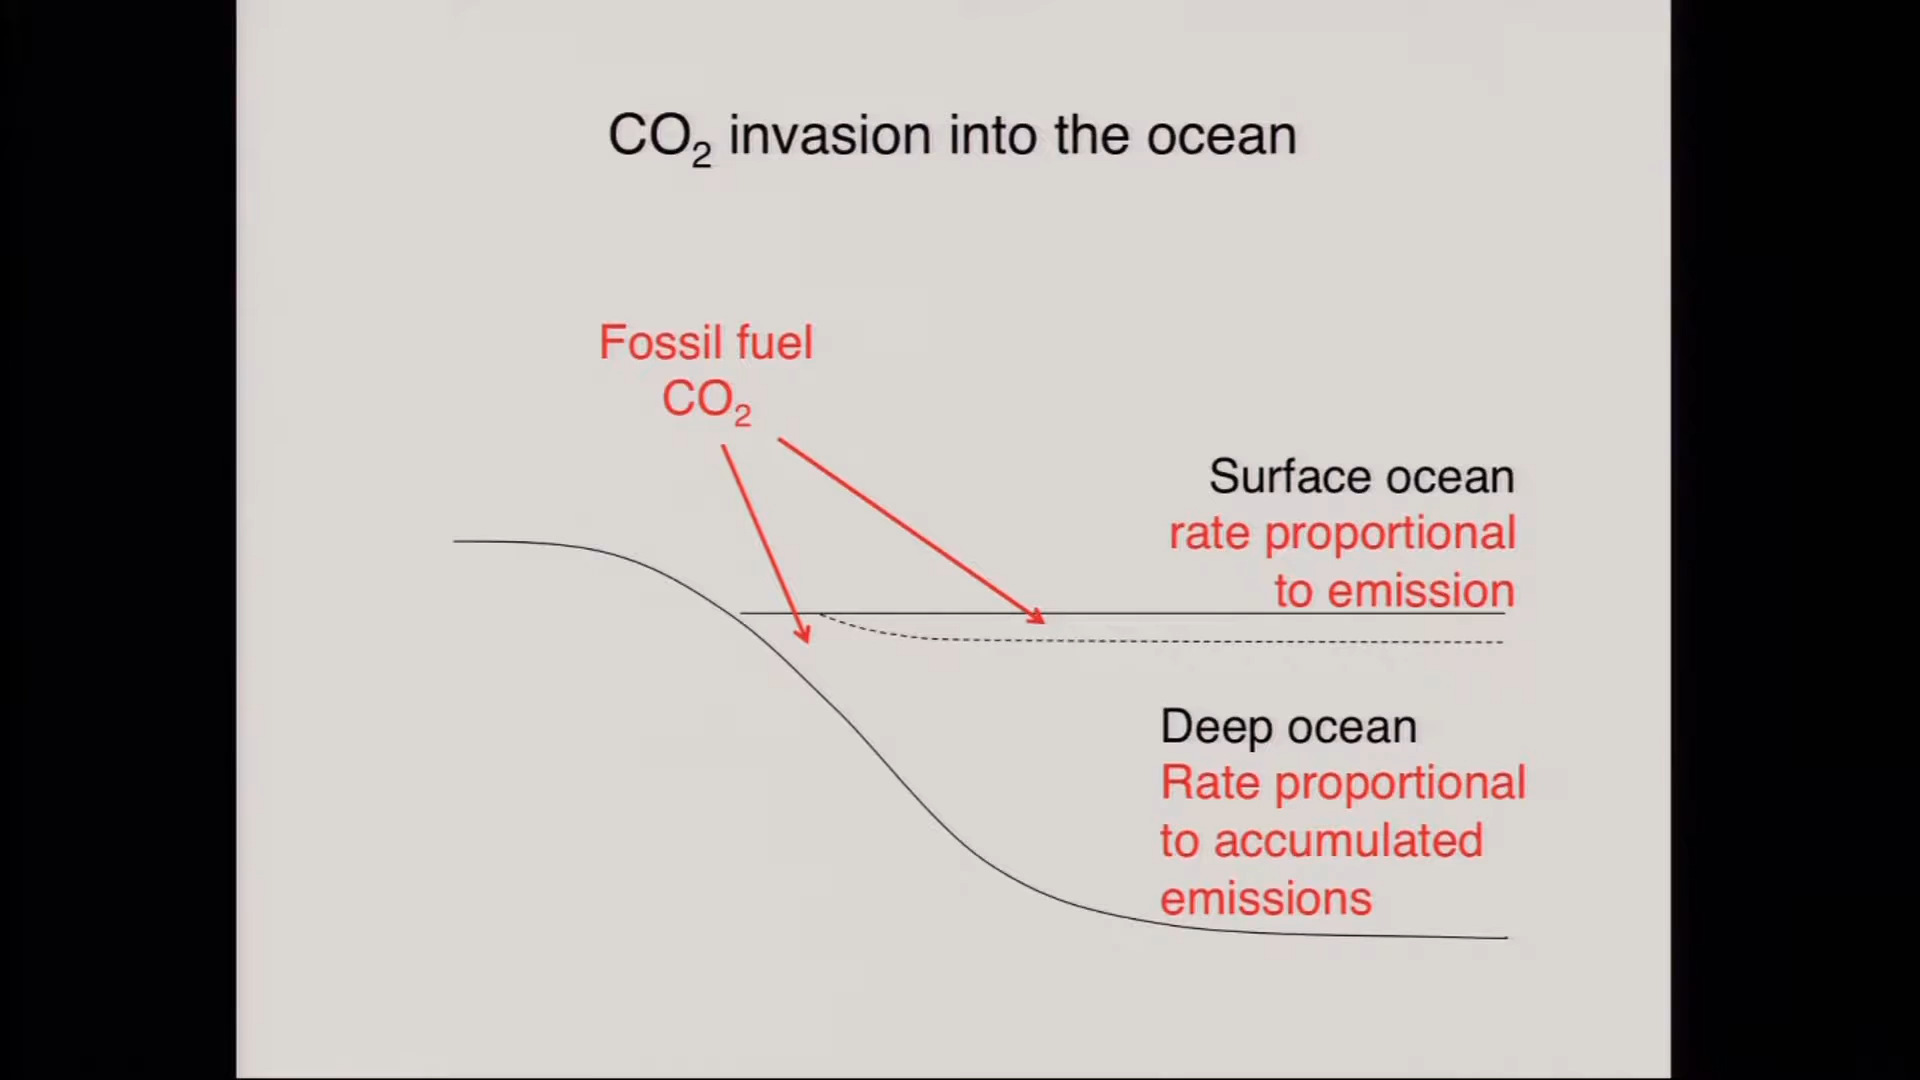 CO₂ invasion into the ocean
Fossil fuel
CO₂
Surface ocean
rate proportional
to emission
Deep ocean
Rate proportional
to accumulated
emissions